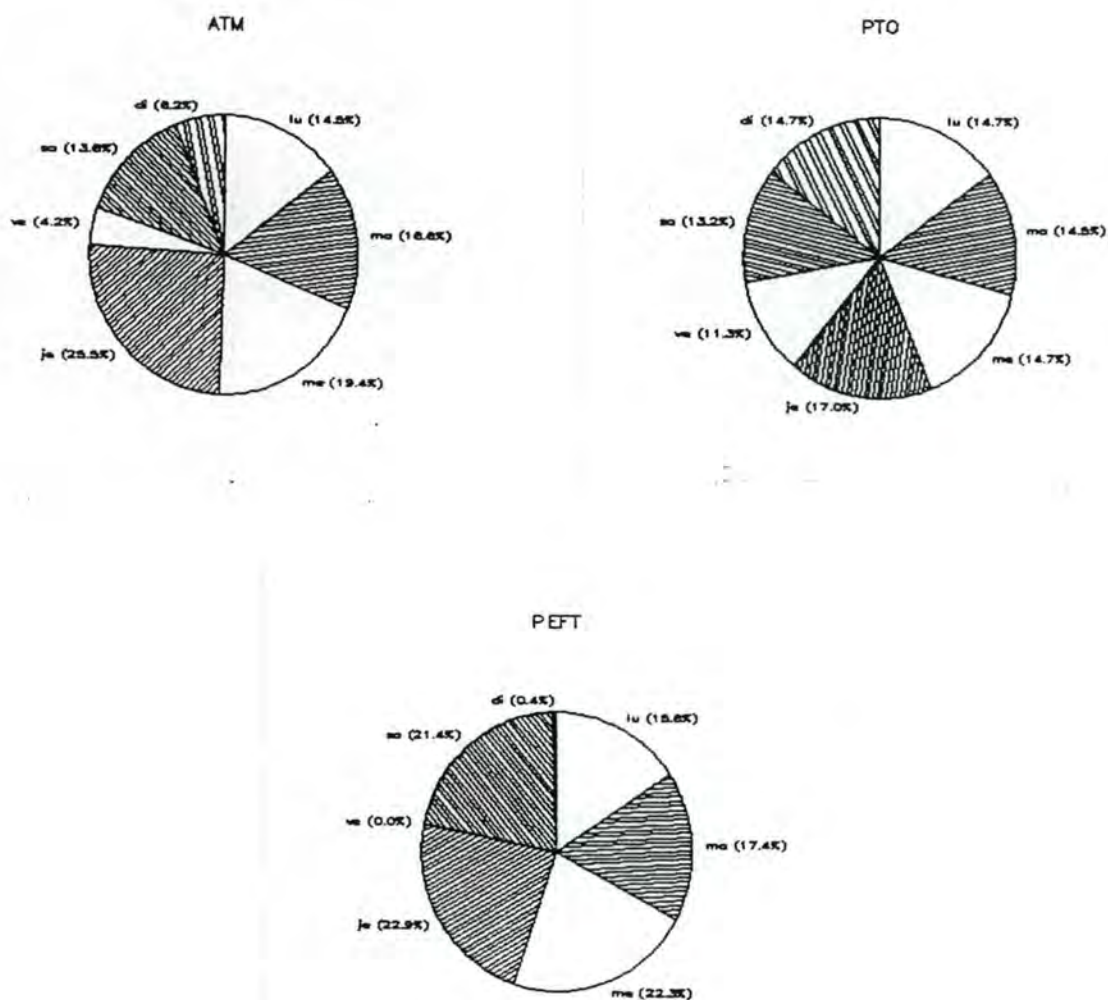 ATM
di (6.2%)
lu (14.5%)
sa (13.6%)
ve (4.2%)
ma (16.6%)
je (25.5%)
me (19.4%)
PTO
di (14.7%)
lu (14.7%)
sa (13.2%)
ma (14.5%)
ve (11.3%)
me (14.7%)
je (17.0%)
PEFT
di (0.4%)
lu (15.6%)
sa (21.4%)
ve (0.0%)
ma (17.4%)
je (22.9%)
me (22.3%)